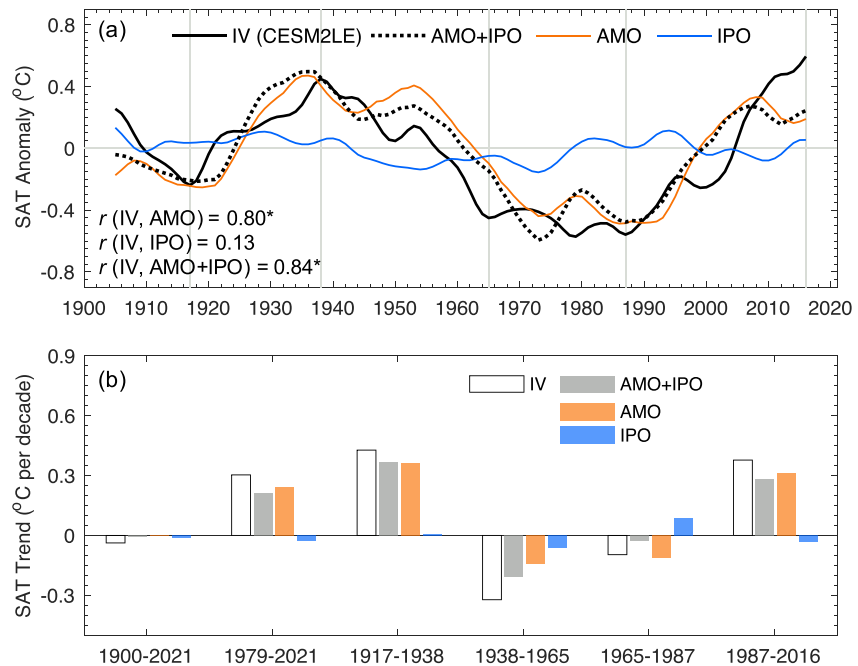 (a)
IV (CESM2LE) AMO+IPO AMO IPO
SAT Anomaly (°C)
0.8
0.4
0
-0.4
-0.8
r (IV, AMO) = 0.80*
r (IV, IPO) = 0.13
r (IV, AMO+IPO) = 0.84*
1900 1910 1920 1930 1940 1950 1960 1970 1980 1990 2000 2010 2020
(b)
IV AMO+IPO
AMO
IPO
SAT Trend (°C per decade)
0.9
0.6
0.3
0
-0.3
1900-2021 1979-2021 1917-1938 1938-1965 1965-1987 1987-2016